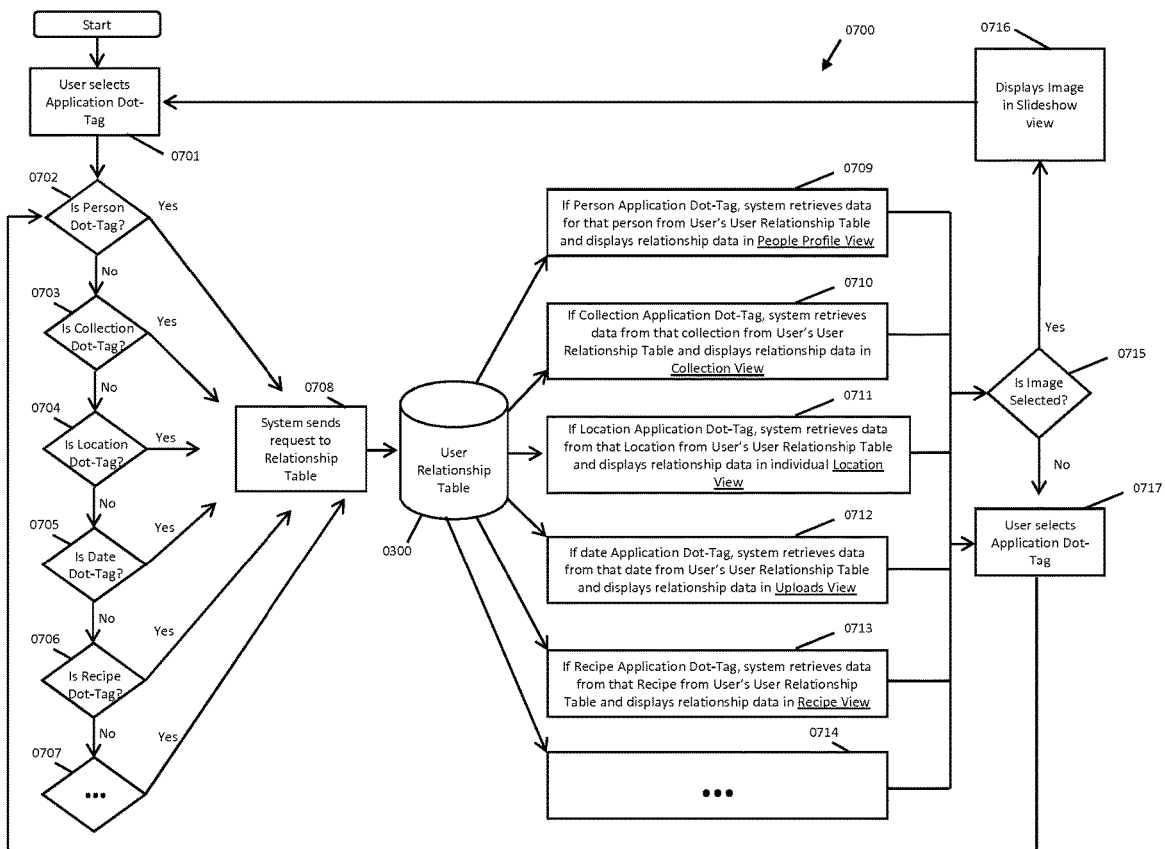 Start
0700
0716
User selects
Application Dot-
Tag
0701
Displays Image
in Slideshow
view
0702
Is Person
Dot-Tag?
Yes
No
0703
Is Collection
Dot-Tag?
Yes
No
0704
Is Location
Dot-Tag?
Yes
No
0705
Is Date
Dot-Tag?
Yes
No
0706
Is Recipe
Dot-Tag?
Yes
No
0707
...
Yes
0708
System sends
request to
Relationship
Table
User
Relationship
Table
0300
0709
If Person Application Dot-Tag, system retrieves data
for that person from User's User Relationship Table
and displays relationship data in People Profile View
0710
If Collection Application Dot-Tag, system retrieves
data from that collection from User's User
Relationship Table and displays relationship data in
Collection View
0711
If Location Application Dot-Tag, system retrieves data
from that Location from User's User Relationship Table
and displays relationship data in individual Location
View
0712
If date Application Dot-Tag, system retrieves data
from that date from User's User Relationship Table
and displays relationship data in Uploads View
0713
If Recipe Application Dot-Tag, system retrieves data
from that Recipe from User's User Relationship
Table and displays relationship data in Recipe View
0714
...
Yes
0715
Is Image
Selected?
No
0717
User selects
Application Dot-
Tag